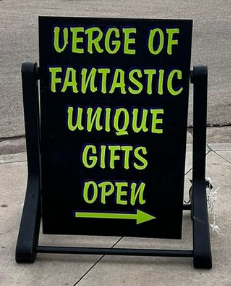 VERGE OF
FANTASTIC
UNIQUE
GIFTS
OPEN